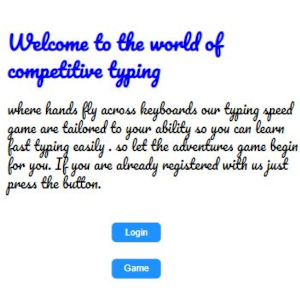 Welcome to the world of
competitive typing
where hands fly across keyboards our typing speed
game are tailored to your ability so you can learn
fast typing easily . so let the adventures game begin
for you. If you are already registered with us just
press the button.
Login
Game